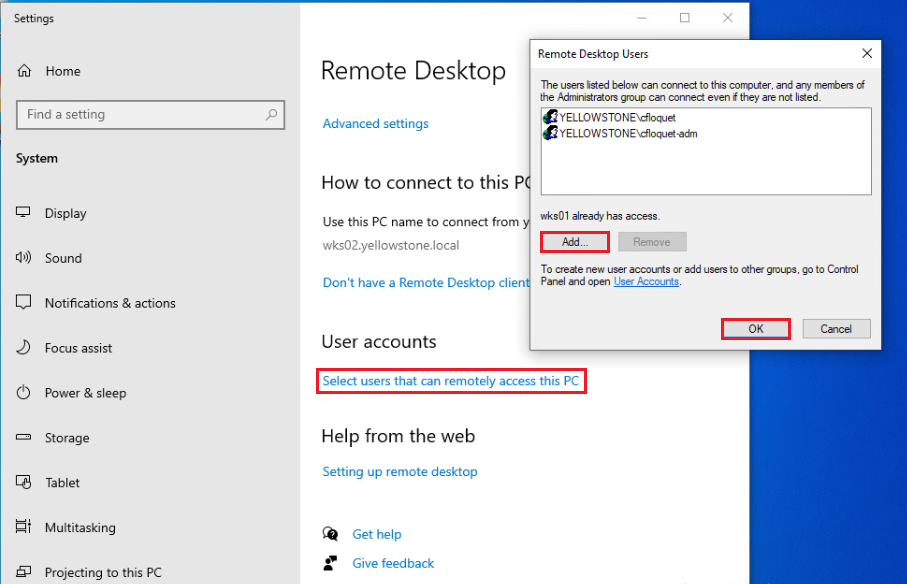 Settings
Home
Find a setting
System
Display
Sound
Notifications & actions
Focus assist
Power & sleep
Storage
Tablet
Multitasking
Projecting to this PC
Remote Desktop
Advanced settings
How to connect to this PC
Use this PC name to connect from y
wks02.yellowstone.local
Don't have a Remote Desktop client
User accounts
Select users that can remotely access this PC
Help from the web
Setting up remote desktop
Get help
Give feedback
Remote Desktop Users
The users listed below can connect to this computer, and any members of
the Administrators group can connect even if they are not listed.
YELLOWSTONE\cfloquet
YELLOWSTONE\cfloquet-adm
wks01 already has access.
Add...
Remove
To create new user accounts or add users to other groups, go to Control
Panel and open User Accounts.
OK
Cancel